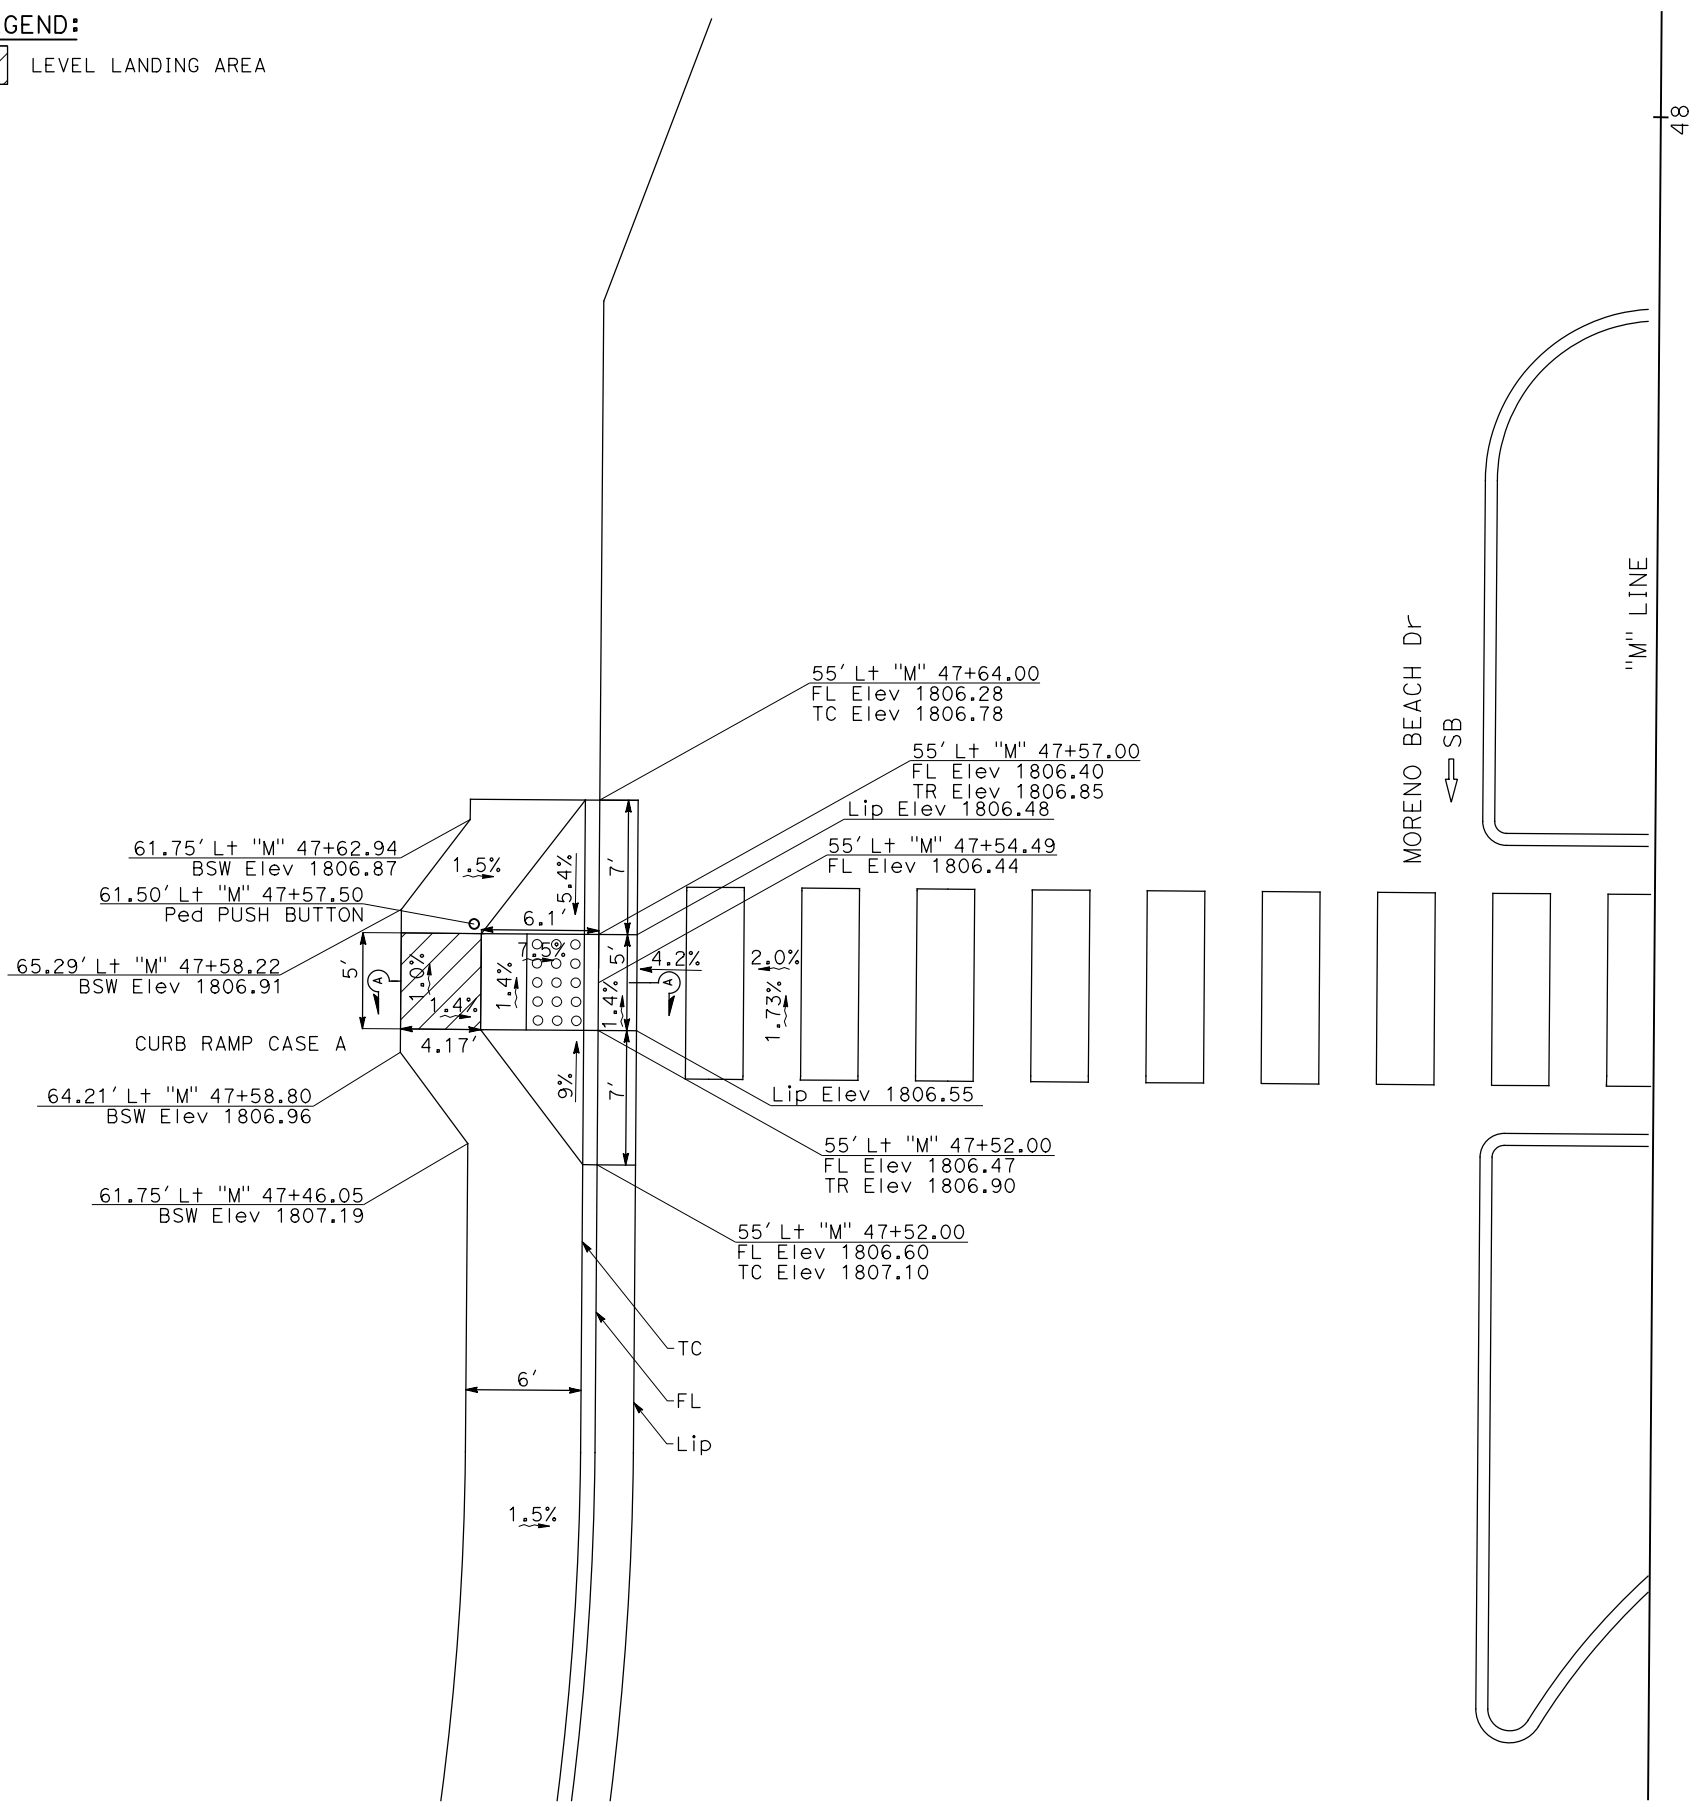 GEND:
LEVEL LANDING AREA
48
"M" LINE
MORENO BEACH Dr
SB
55' Lt "M" 47+64.00
FL Elev 1806.28
TC Elev 1806.78
55' Lt "M" 47+57.00
FL Elev 1806.40
TR Elev 1806.85
Lip Elev 1806.48
55' Lt "M" 47+54.49
FL Elev 1806.44
61.75' Lt "M" 47+62.94
BSW Elev 1806.87
61.50' Lt "M" 47+57.50
Ped PUSH BUTTON
65.29' Lt "M" 47+58.22
BSW Elev 1806.91
1.5%
5.4%
7'
6.1'
7.5%
5'
1.0%
1.4%
1.4%
1.4%
5'
4.2%
2.0%
1.73%
A
A
4.17'
CURB RAMP CASE A
9%
7'
64.21' Lt "M" 47+58.80
BSW Elev 1806.96
Lip Elev 1806.55
55' Lt "M" 47+52.00
FL Elev 1806.47
TR Elev 1806.90
61.75' Lt "M" 47+46.05
BSW Elev 1807.19
55' Lt "M" 47+52.00
FL Elev 1806.60
TC Elev 1807.10
TC
6'
FL
Lip
1.5%